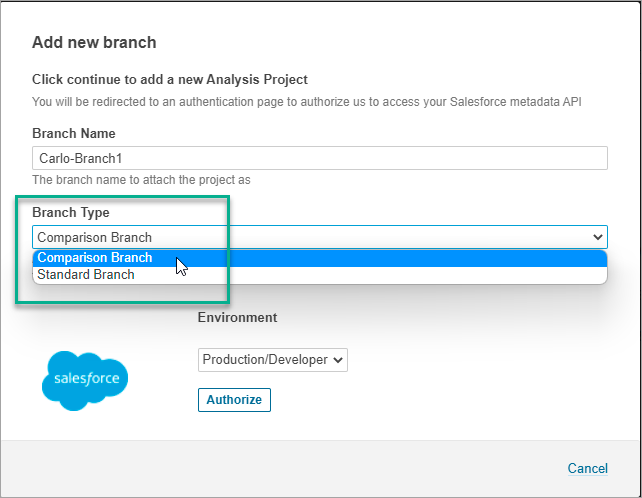 Add new branch
Click continue to add a new Analysis Project
You will be redirected to an authentication page to authorize us to access your Salesforce metadata API
Branch Name
Carlo-Branch1
The branch name to attach the project as
Branch Type
Comparison Branch
Comparison Branch
Standard Branch
Environment
Production/Developer
salesforce
Authorize
Cancel